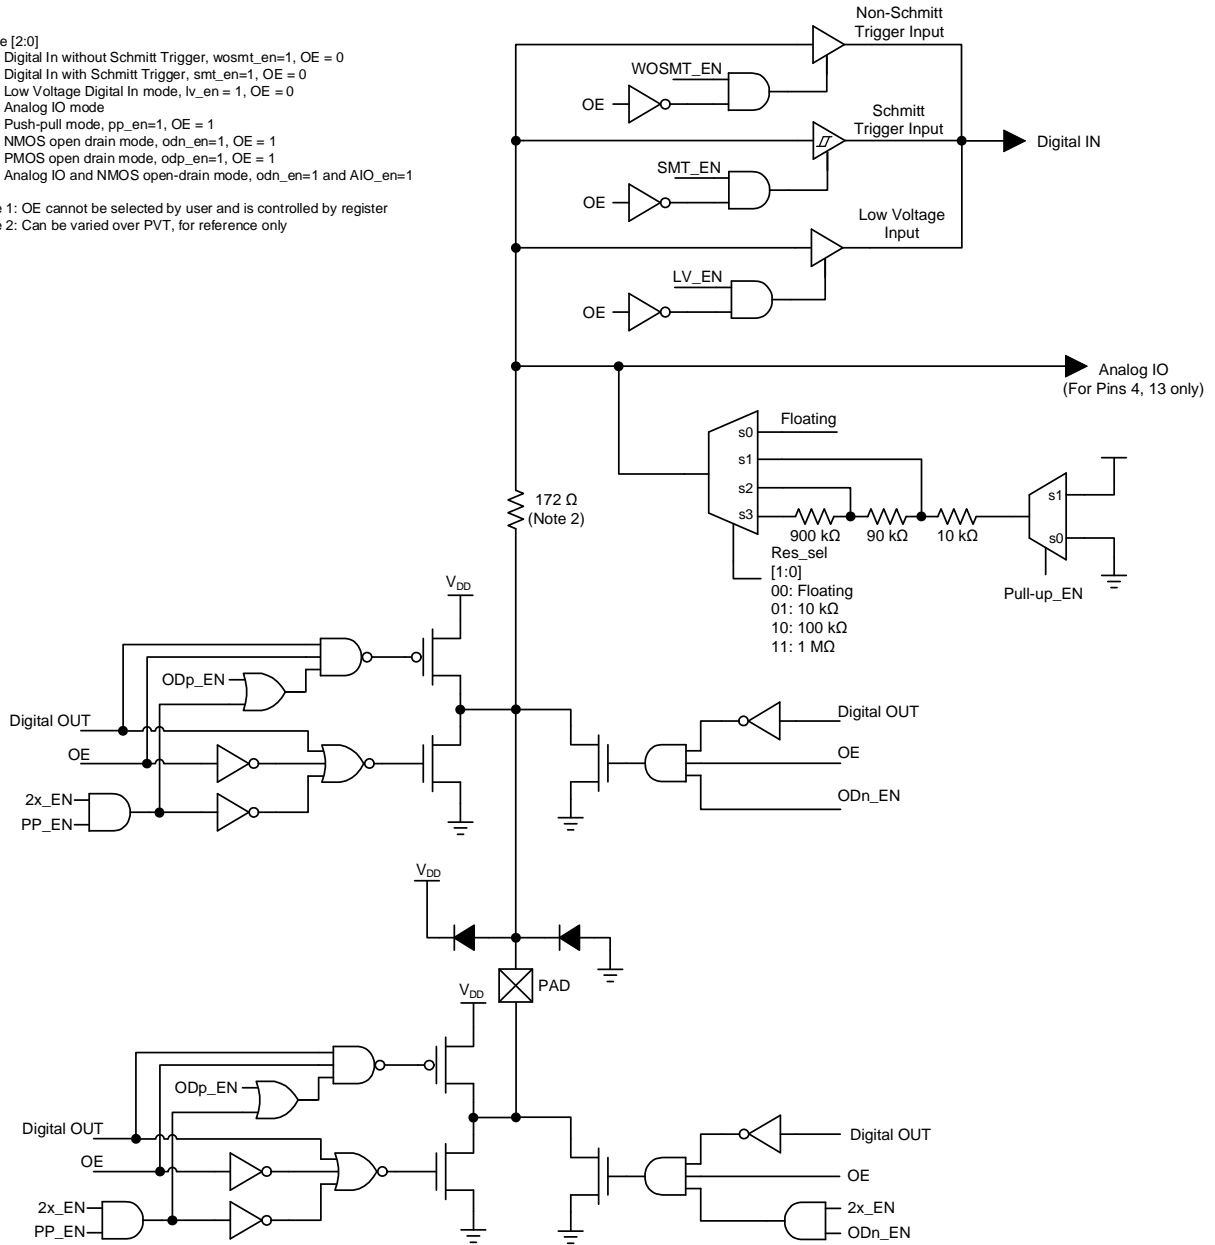 e [2:0]
Digital In without Schmitt Trigger, wosmt_en=1, OE = 0
Digital In with Schmitt Trigger, smt_en=1, OE = 0
Low Voltage Digital In mode, lv_en = 1, OE = 0
Analog IO mode
Push-pull mode, pp_en=1, OE = 1
NMOS open drain mode, odn_en=1, OE = 1
PMOS open drain mode, odp_en=1, OE = 1
Analog IO and NMOS open-drain mode, odn_en=1 and AIO_en=1
e 1: OE cannot be selected by user and is controlled by register
e 2: Can be varied over PVT, for reference only
Non-Schmitt
Trigger Input
WOSMT_EN
OE
Schmitt
Trigger Input
Digital IN
SMT_EN
OE
Low Voltage
Input
LV_EN
OE
Analog IO
(For Pins 4, 13 only)
Floating
s0
s1
s2
s3
900 kΩ
90 kΩ
10 kΩ
s1
s0
Pull-up_EN
Res_sel
[1:0]
00: Floating
01: 10 kΩ
10: 100 kΩ
11: 1 MΩ
172 Ω
(Note 2)
VDD
ODp_EN
Digital OUT
OE
2x_EN
PP_EN
Digital OUT
OE
ODn_EN
VDD
PAD
VDD
ODp_EN
Digital OUT
OE
2x_EN
PP_EN
Digital OUT
OE
2x_EN
ODn_EN